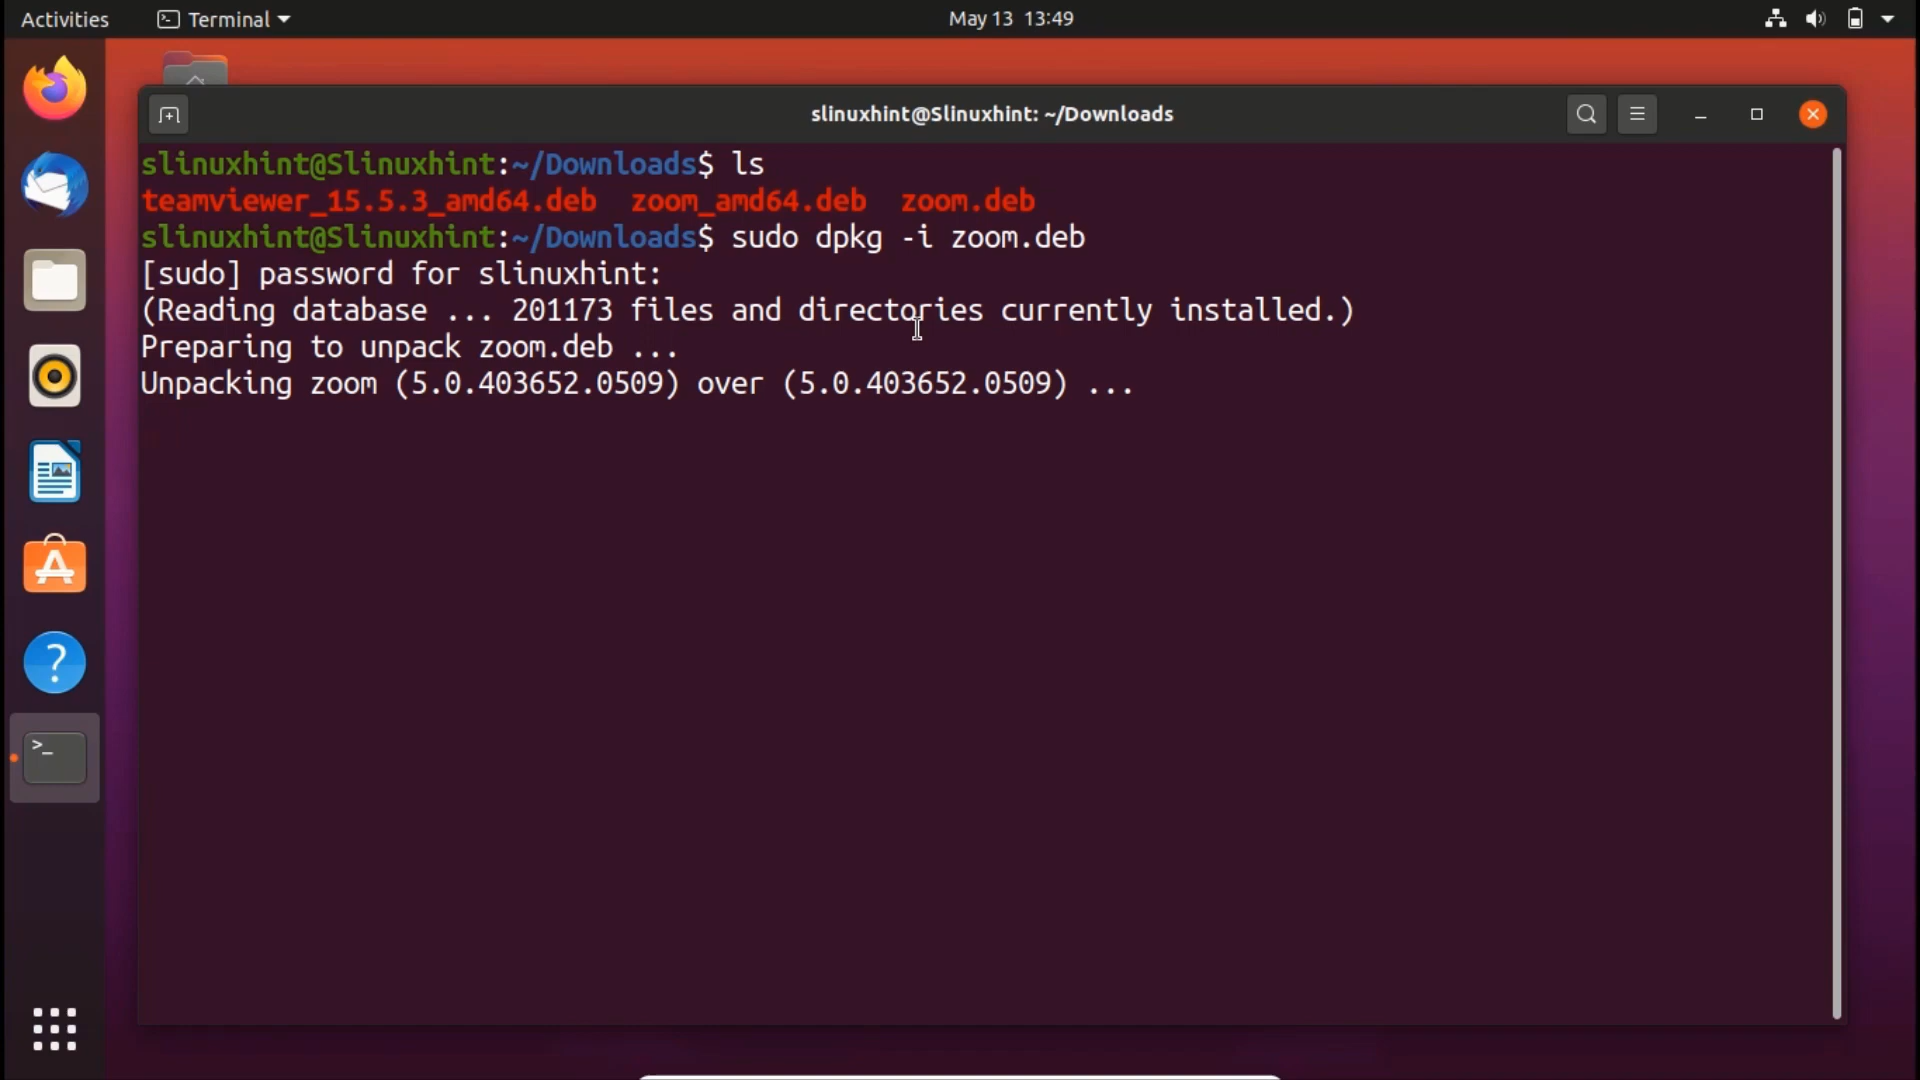 Activities Terminal May 13 13:49
slinuxhint@Slinuxhint: ~/Downloads
slinuxhint@Slinuxhint:~/Downloads$ ls
teamviewer_15.5.3_amd64.deb zoom_amd64.deb zoom.deb
slinuxhint@Slinuxhint:~/Downloads$ sudo dpkg -i zoom.deb
[sudo] password for slinuxhint:
(Reading database ... 201173 files and directories currently installed.)
Preparing to unpack zoom.deb ...
Unpacking zoom (5.0.403652.0509) over (5.0.403652.0509) ...